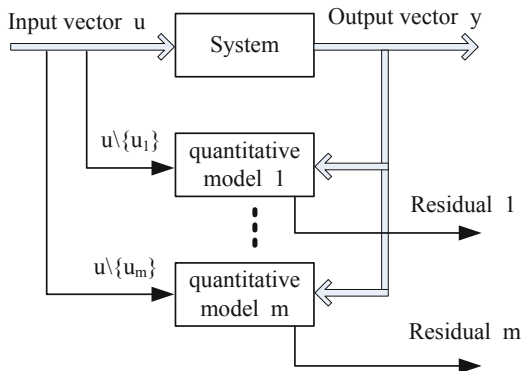 Input vector u
System
Output vector y
u\{u₁}
quantitative
model 1
Residual 1
u\{uₘ}
quantitative
model m
Residual m